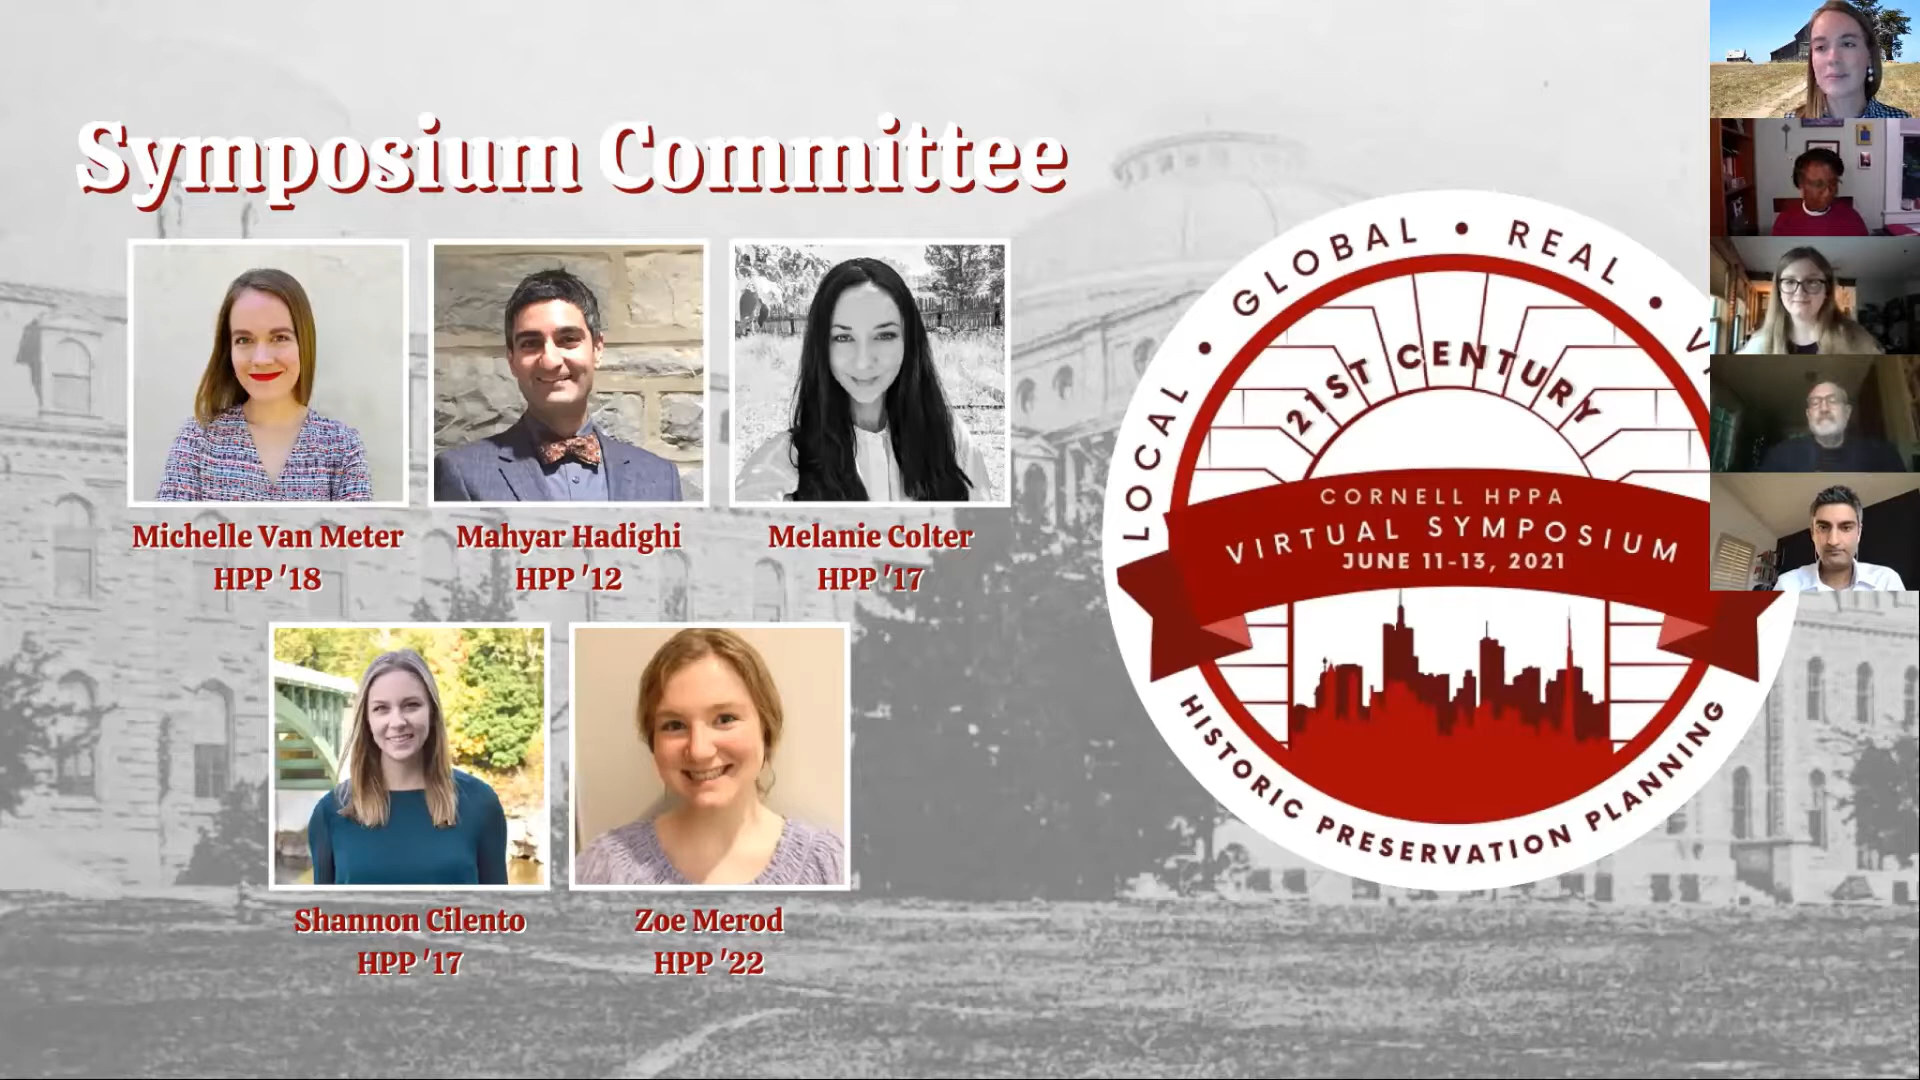 Symposium Committee
Michelle Van Meter
HPP '18
Mahyar Hadighi
HPP '12
Melanie Colter
HPP '17
Shannon Cilento
HPP '17
Zoe Merod
HPP '22
LOCAL • GLOBAL • REAL •
21ST CENTURY
CORNELL HPPA
VIRTUAL SYMPOSIUM
JUNE 11-13, 2021
HISTORIC PRESERVATION PLANNING